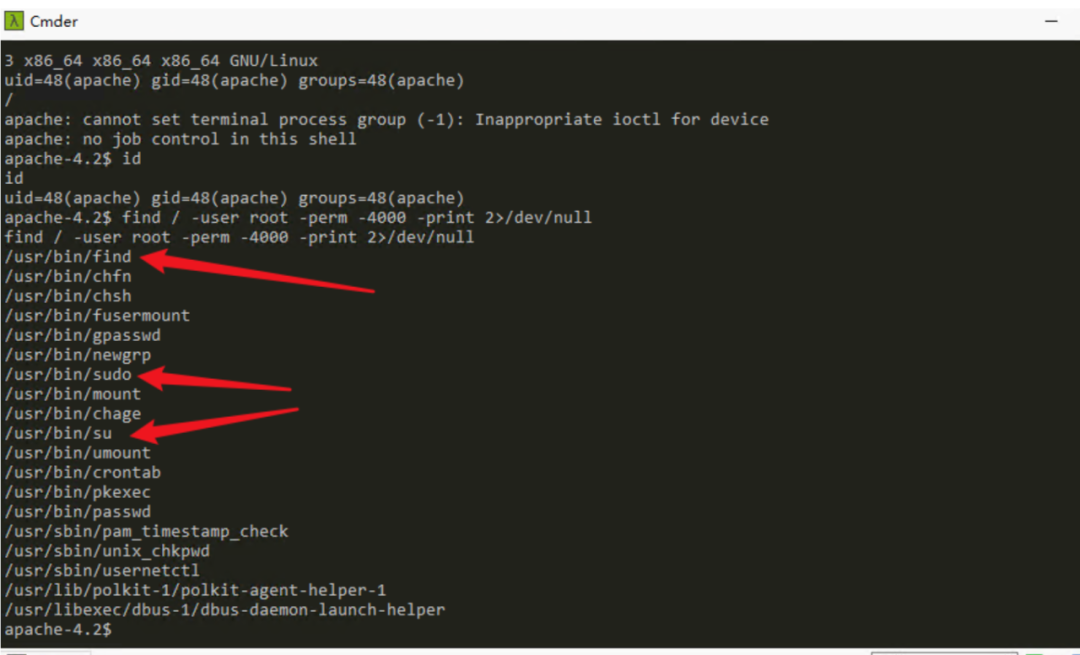 λ Cmder
3 x86_64 x86_64 x86_64 GNU/Linux
uid=48(apache) gid=48(apache) groups=48(apache)
/
apache: cannot set terminal process group (-1): Inappropriate ioctl for device
apache: no job control in this shell
apache-4.2$ id
id
uid=48(apache) gid=48(apache) groups=48(apache)
apache-4.2$ find / -user root -perm -4000 -print 2>/dev/null
find / -user root -perm -4000 -print 2>/dev/null
/usr/bin/find
/usr/bin/chfn
/usr/bin/chsh
/usr/bin/fusermount
/usr/bin/gpasswd
/usr/bin/newgrp
/usr/bin/sudo
/usr/bin/mount
/usr/bin/chage
/usr/bin/su
/usr/bin/umount
/usr/bin/crontab
/usr/bin/pkexec
/usr/bin/passwd
/usr/sbin/pam_timestamp_check
/usr/sbin/unix_chkpwd
/usr/sbin/usernetctl
/usr/lib/polkit-1/polkit-agent-helper-1
/usr/libexec/dbus-1/dbus-daemon-launch-helper
apache-4.2$